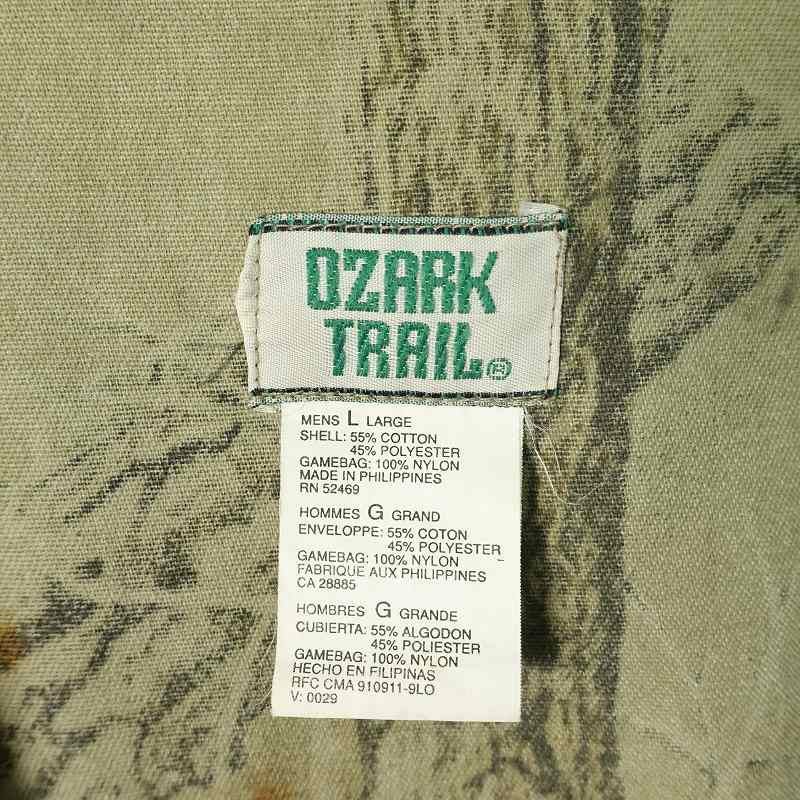 OZARK
TRAIL®
MENS L LARGE
SHELL: 55% COTTON
45% POLYESTER
GAMEBAG: 100% NYLON
MADE IN PHILIPPINES
RN 52469
HOMMES G GRAND
ENVELOPPE: 55% COTON
45% POLYESTER
GAMEBAG: 100% NYLON
FABRIQUE AUX PHILIPPINES
CA 28885
HOMBRES G GRANDE
CUBIERTA: 55% ALGODON
45% POLIESTER
GAMEBAG: 100% NYLON
HECHO EN FILIPINAS
RFC CMA 910911-9LO
V: 0029